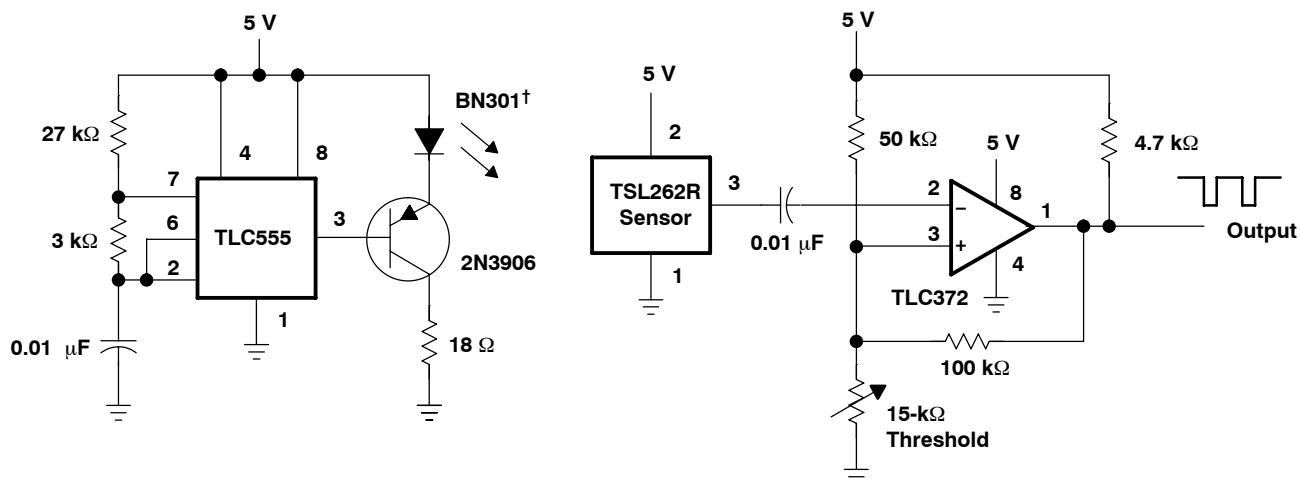 5 V
BN301†
27 kΩ
4
8
7
6
TLC555
3
3 kΩ
2
2N3906
1
0.01 μF
18 Ω
5 V
5 V
2
50 kΩ
5 V
4.7 kΩ
TSL262R
Sensor
3
2
8
−
1
0.01 μF
3
+
4
Output
1
TLC372
100 kΩ
15-kΩ
Threshold